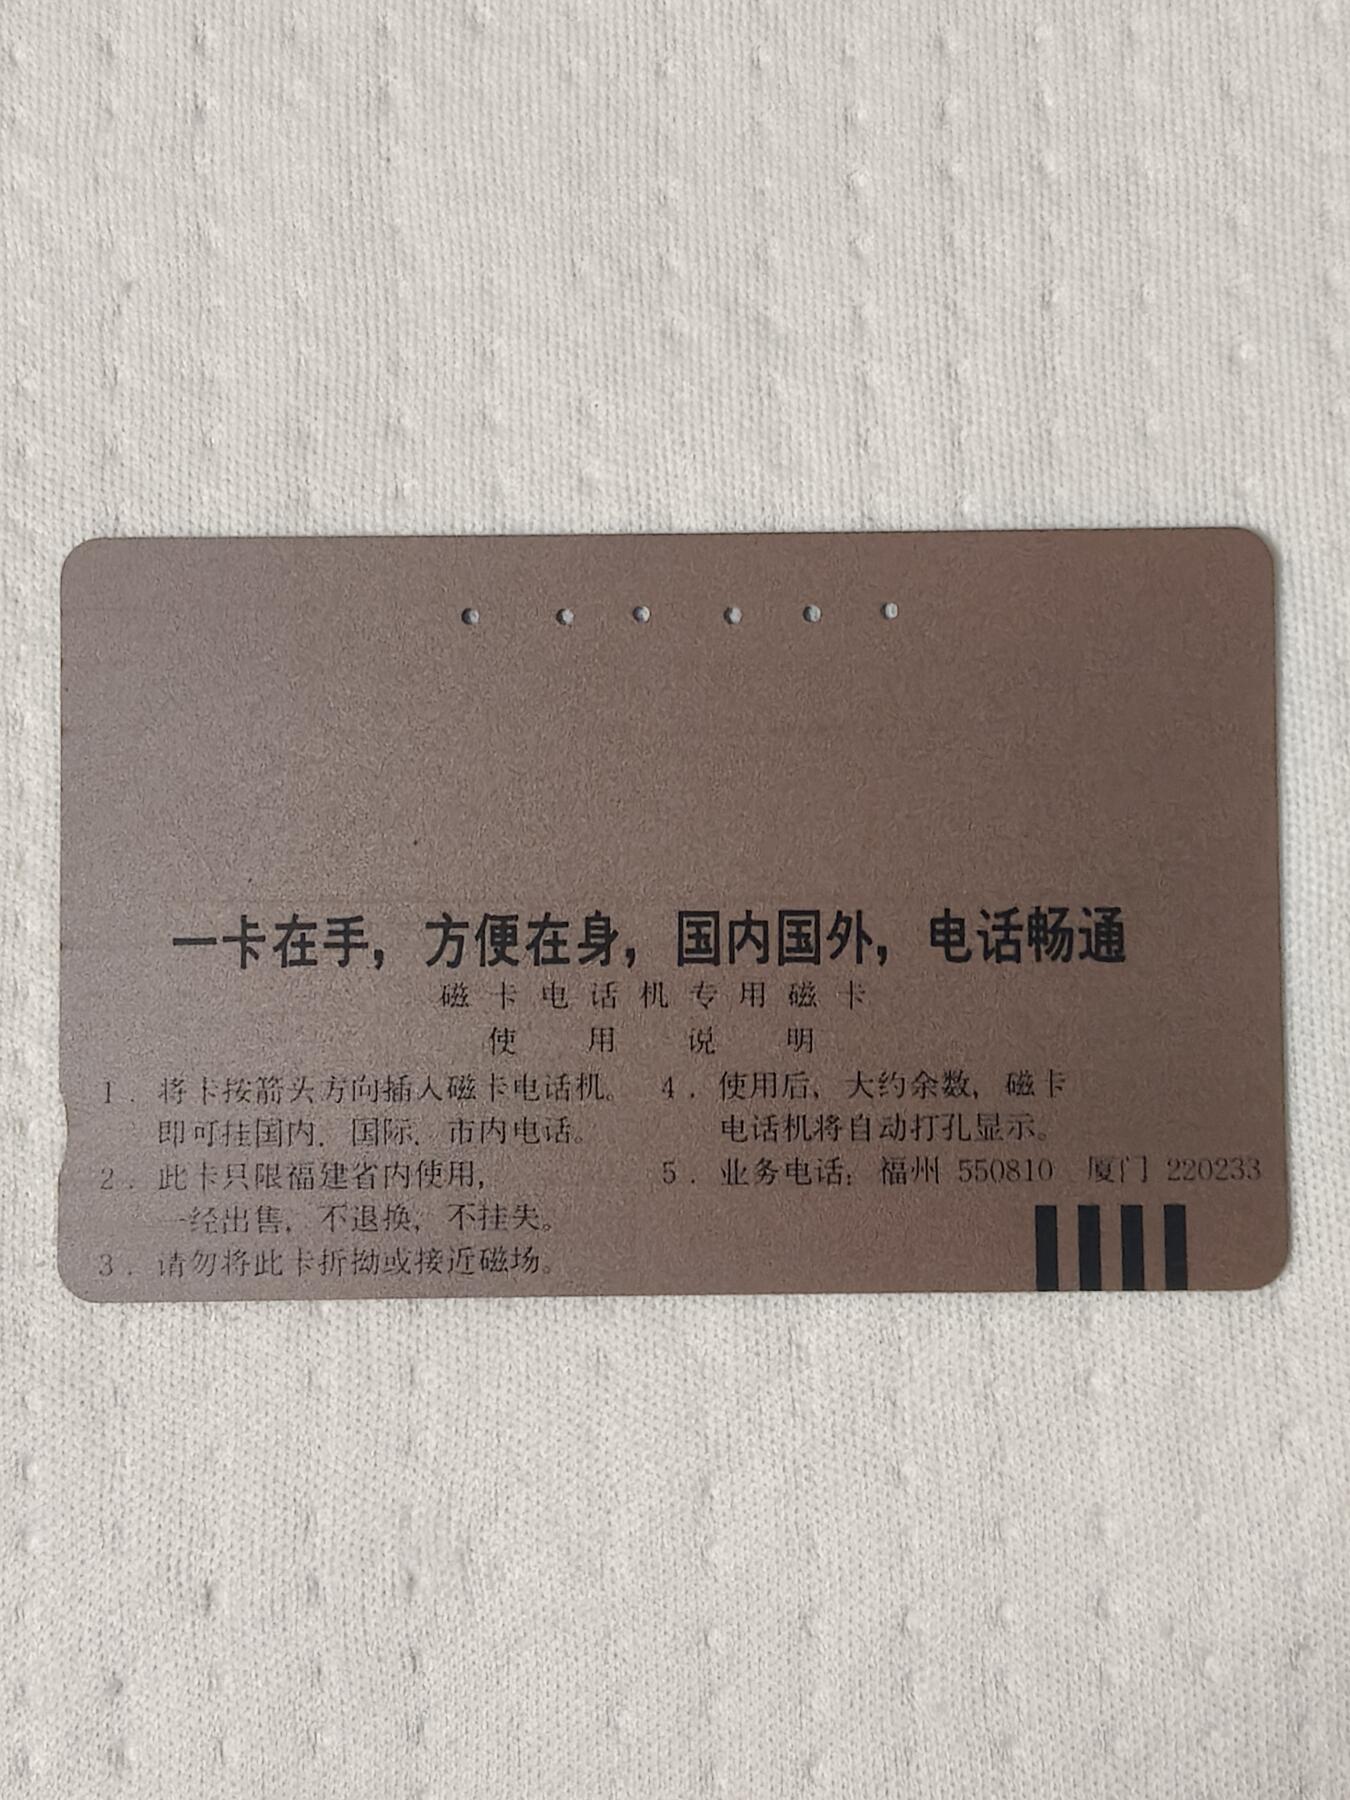 一卡在手，方便在身，国内国外，电话畅通
磁卡电话机专用磁卡
使用说明
1．将卡按箭头方向插入磁卡电话机。
即可挂国内．国际．市内电话。
2．此卡只限福建省内使用，
一经出售，不退换，不挂失。
3．请勿将此卡折拗或接近磁场。
4．使用后，大约余数，磁卡
电话机将自动打孔显示。
5．业务电话：福州 550810 厦门 220233